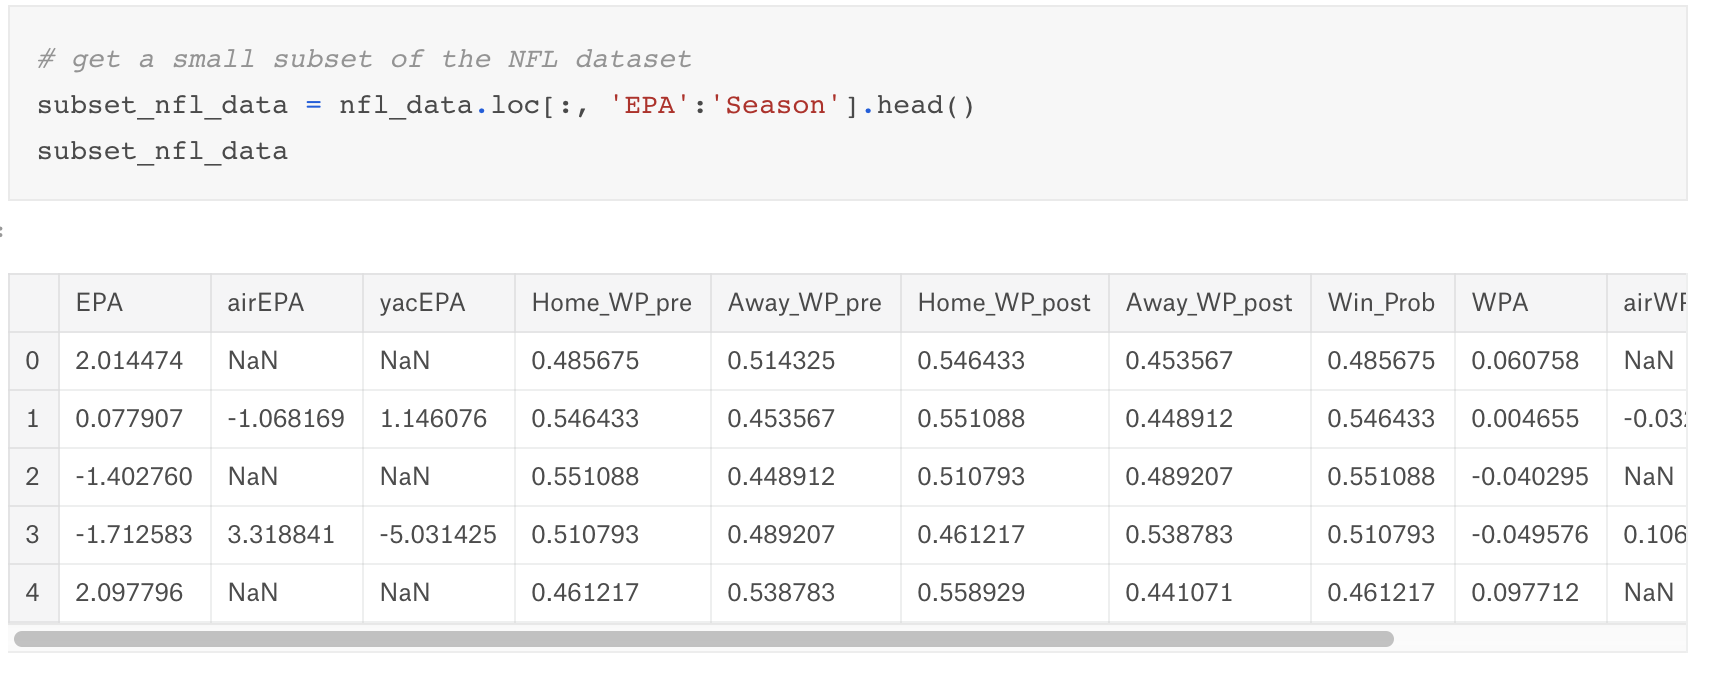 # get a small subset of the NFL dataset
subset_nfl_data = nfl_data.loc[:, 'EPA':'Season'].head()
subset_nfl_data
:
EPA airEPA yacEPA Home_WP_pre Away_WP_pre Home_WP_post Away_WP_post Win_Prob WPA
0 2.014474 NaN NaN 0.485675 0.514325 0.546433 0.453567 0.485675 0.060758 NaN
1 0.077907 -1.068169 1.146076 0.546433 0.453567 0.551088 0.448912 0.546433 0.004655
2 -1.402760 NaN NaN 0.551088 0.448912 0.510793 0.489207 0.551088 -0.040295 NaN
3 -1.712583 3.318841 -5.031425 0.510793 0.489207 0.461217 0.538783 0.510793 -0.049576 0.106
4 2.097796 NaN NaN 0.461217 0.538783 0.558929 0.441071 0.461217 0.097712 NaN